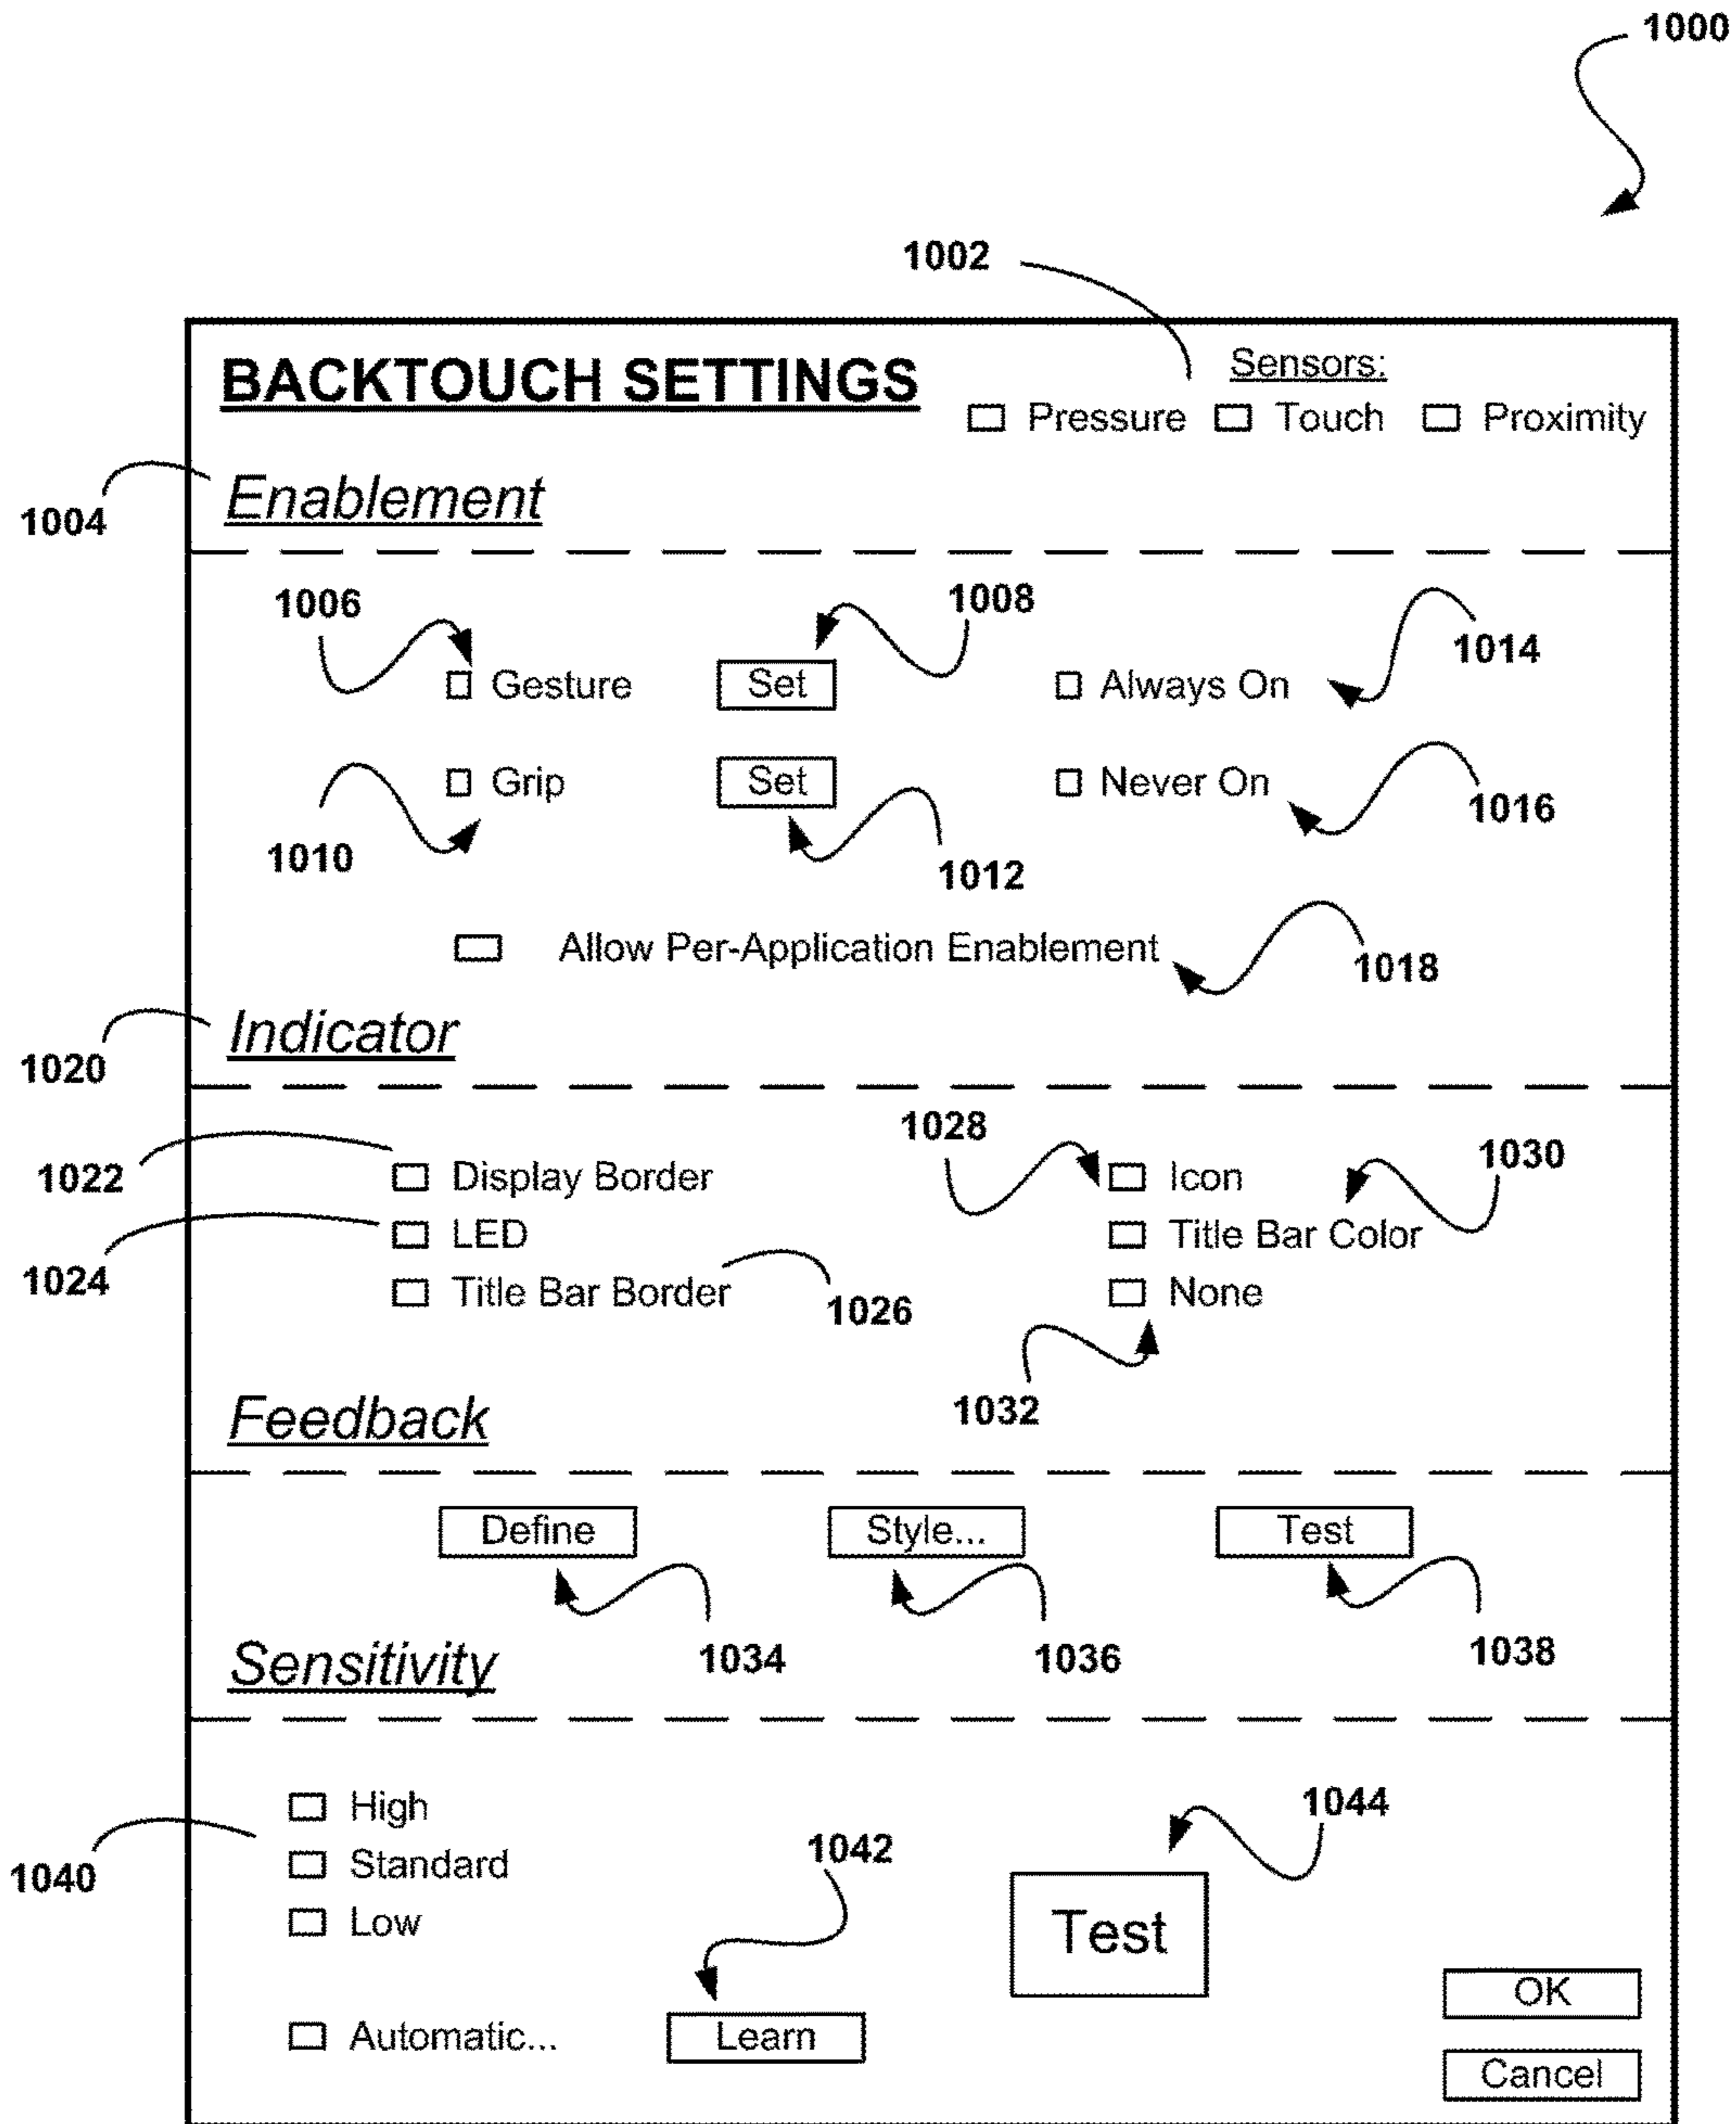 1000
1002
BACKTOUCH SETTINGS
Sensors:
Pressure Touch Proximity
1004
Enablement
1006 1008 1014
Gesture Set Always On
Grip Set Never On
1010 1012 1016
Allow Per-Application Enablement
1018
Indicator
1020
1028 1030
1022
Display Border Icon
LED Title Bar Color
1024
Title Bar Border None
1026
1032
Feedback
Define Style... Test
1034 1036 1038
Sensitivity
1044
High
1040
1042
Standard
Low
Test
OK
Automatic... Learn
Cancel